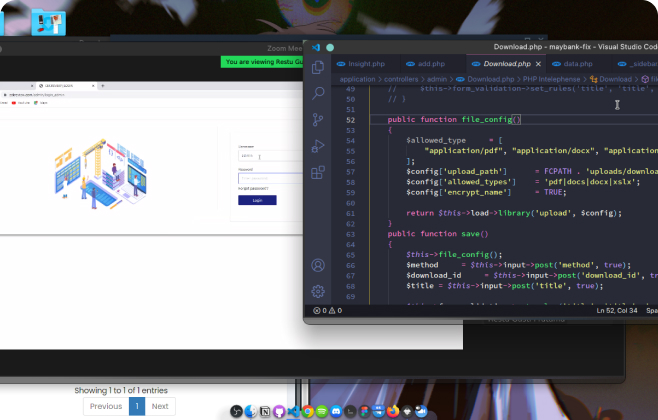 Zoom Mee
You are viewing Restu Gu
Password
Forgot password?
Login
Download.php - maybank-fix - Visual Studio Code
Insight.php add.php Download.php data.php _sidebar
application > controllers > admin > Download.php > PHP Intelephense > Download > file
49 // $this->form_validation->set_rules('title', 'title',
50 // }
51
52 public function file_config()
53 {
54 $allowed_type = [
55 "application/pdf", "application/docx", "application
56 ];
57 $config['upload_path'] = FCPATH . 'uploads/downloa
58 $config['allowed_types'] = 'pdf|docs|docx|xslx';
59 $config['encrypt_name'] = TRUE;
60
61 return $this->load->library('upload', $config);
62 }
63 public function save()
64 {
65 $this->file_config();
66 $method = $this->input->post('method', true);
67 $download_id = $this->input->post('download_id', t
68 $title = $this->input->post('title', true);
69
0 0
Ln 52, Col 34 Spa
Showing 1 to 1 of 1 entries
Previous 1 Next